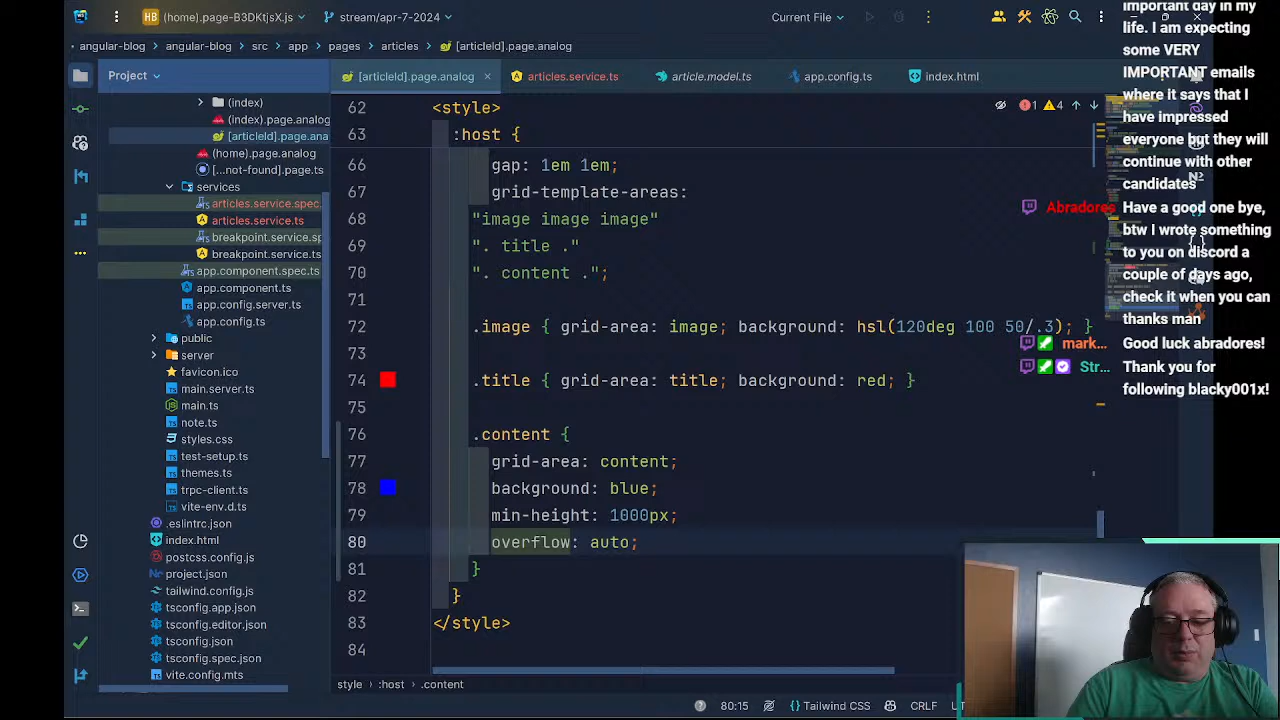 (home).page-B3DKtjsX.js
stream/apr-7-2024
Current File
angular-blog
angular-blog
src
app
pages
articles
[articleId].page.analog
Project
[articleId].page.analog
articles.service.ts
article.model.ts
app.config.ts
index.html
(index)
(index).page.analog
[articleId].page.ana
(home).page.analog
[...not-found].page.ts
services
articles.service.spec.
articles.service.ts
breakpoint.service.sp
breakpoint.service.ts
app.component.spec.ts
app.component.ts
app.config.server.ts
app.config.ts
public
server
favicon.ico
main.server.ts
main.ts
note.ts
styles.css
test-setup.ts
themes.ts
trpc-client.ts
vite-env.d.ts
.eslintrc.json
index.html
postcss.config.js
project.json
tailwind.config.js
tsconfig.app.json
tsconfig.editor.json
tsconfig.json
tsconfig.spec.json
vite.config.mts
1 4
62 <style>
63 :host {
66 gap: 1em 1em;
67 grid-template-areas:
68 "image image image"
69 ". title ."
70 ". content .";
71
72 .image { grid-area: image; background: hsl(120deg 100 50/.3); }
73
74 .title { grid-area: title; background: red; }
75
76 .content {
77 grid-area: content;
78 background: blue;
79 min-height: 1000px;
80 overflow: auto;
81 }
82 }
83 </style>
84
style
:host
.content
80:15
Tailwind CSS
CRLF
important day in my
life. I am expecting
some VERY
IMPORTANT emails
where it says that I
have impressed
everyone but they will
continue with other
candidates
Abradores
Have a good one bye,
btw I wrote something
to you on discord a
couple of days ago,
check it when you can
thanks man
mark...
Good luck abradores!
Str...
Thank you for
following blacky001x!